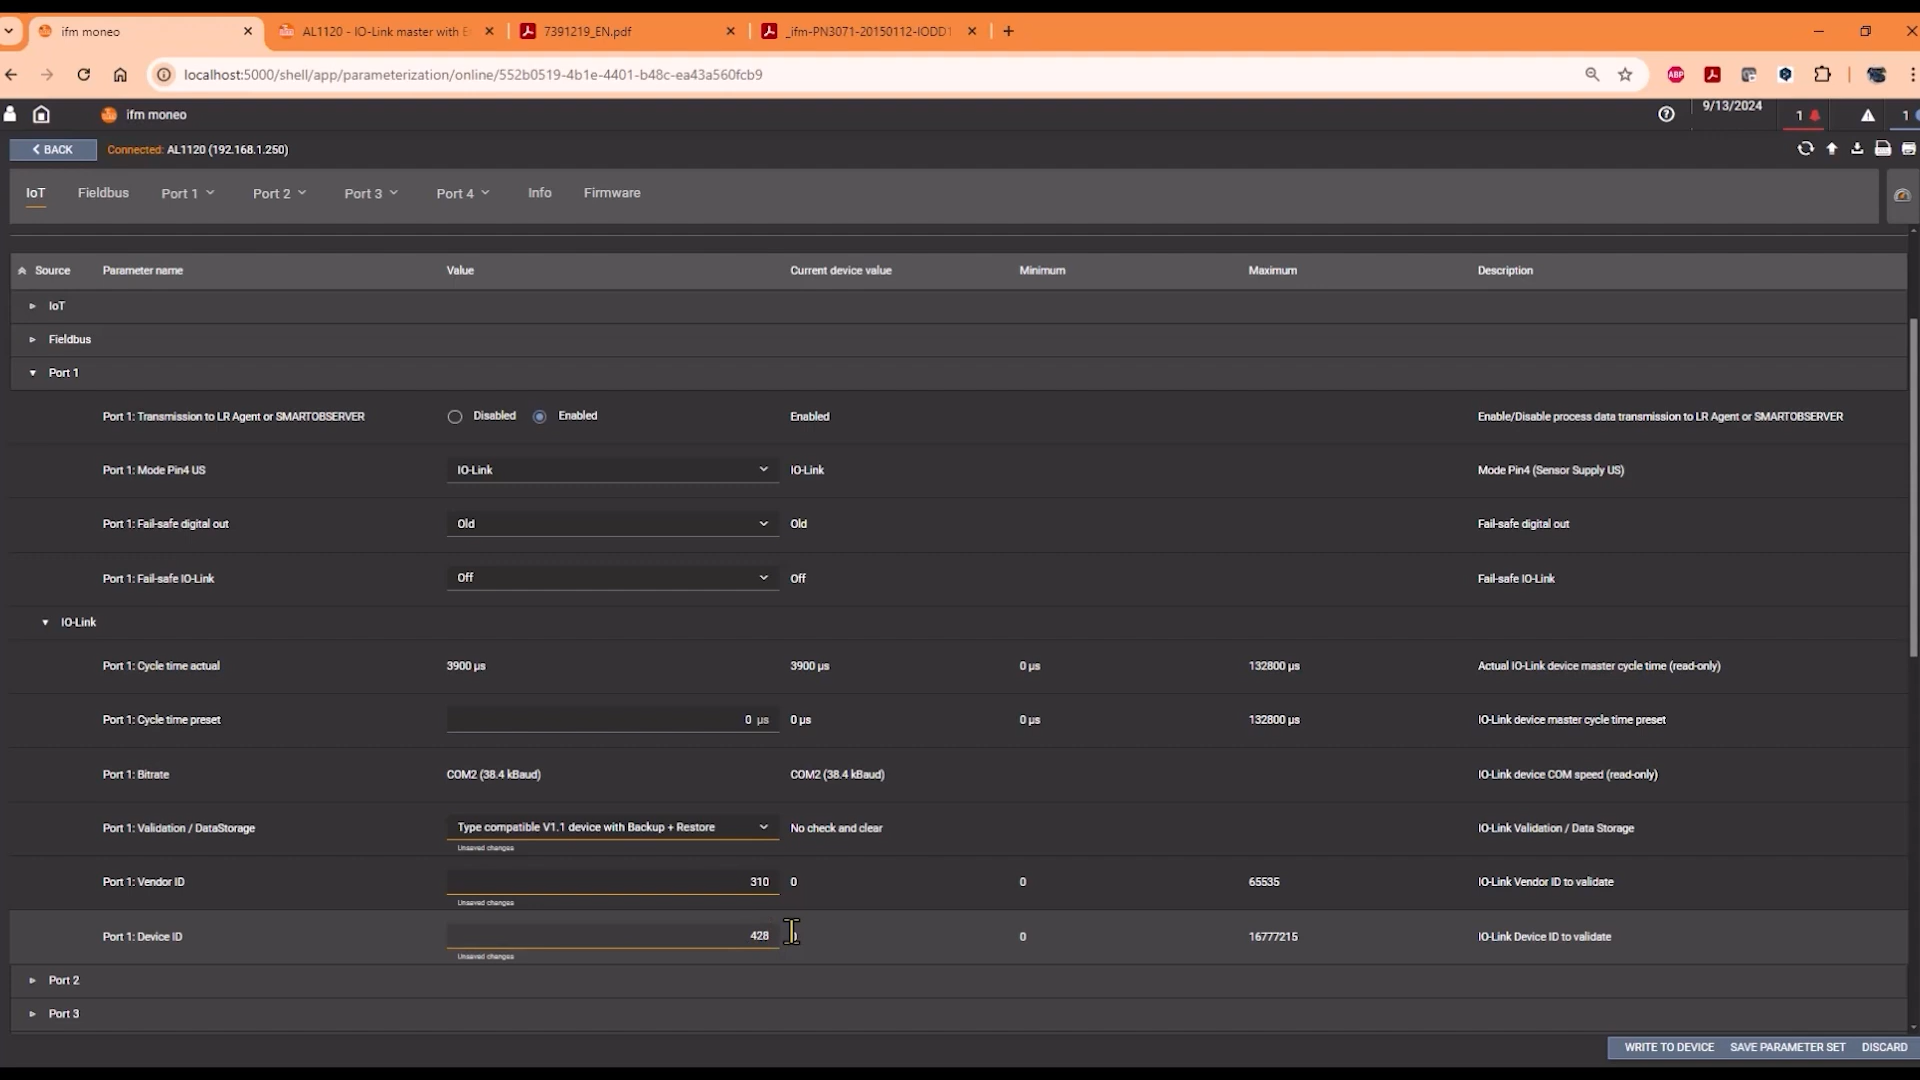 ifm moneo
AL1120 - IO-Link master with E
7391219_EN.pdf
_ifm-PN3071-20150112-IODD1
localhost:5000/shell/app/parameterization/online/552b0519-4b1e-4401-b48c-ea43a560fcb9
ABP
ifm moneo
9/13/2024
1
1
BACK
Connected: AL1120 (192.168.1.250)
IoT Fieldbus Port 1 Port 2 Port 3 Port 4 Info Firmware
Source Parameter name Value Current device value Minimum Maximum Description
IoT
Fieldbus
Port 1
Port 1: Transmission to LR Agent or SMARTOBSERVER Disabled Enabled Enabled Enable/Disable process data transmission to LR Agent or SMARTOBSERVER
Port 1: Mode Pin4 US IO-Link IO-Link Mode Pin4 (Sensor Supply US)
Port 1: Fail-safe digital out Old Old Fail-safe digital out
Port 1: Fail-safe IO-Link Off Off Fail-safe IO-Link
IO-Link
Port 1: Cycle time actual 3900 µs 3900 µs 0 µs 132800 µs Actual IO-Link device master cycle time (read-only)
Port 1: Cycle time preset 0 µs 0 µs 0 µs 132800 µs IO-Link device master cycle time preset
Port 1: Bitrate COM2 (38.4 kBaud) COM2 (38.4 kBaud) IO-Link device COM speed (read-only)
Port 1: Validation / DataStorage Type compatible V1.1 device with Backup + Restore No check and clear IO-Link Validation / Data Storage
Unsaved changes
Port 1: Vendor ID 310 0 0 65535 IO-Link Vendor ID to validate
Unsaved changes
Port 1: Device ID 428 0 16777215 IO-Link Device ID to validate
Unsaved changes
Port 2
Port 3
WRITE TO DEVICE SAVE PARAMETER SET DISCARD